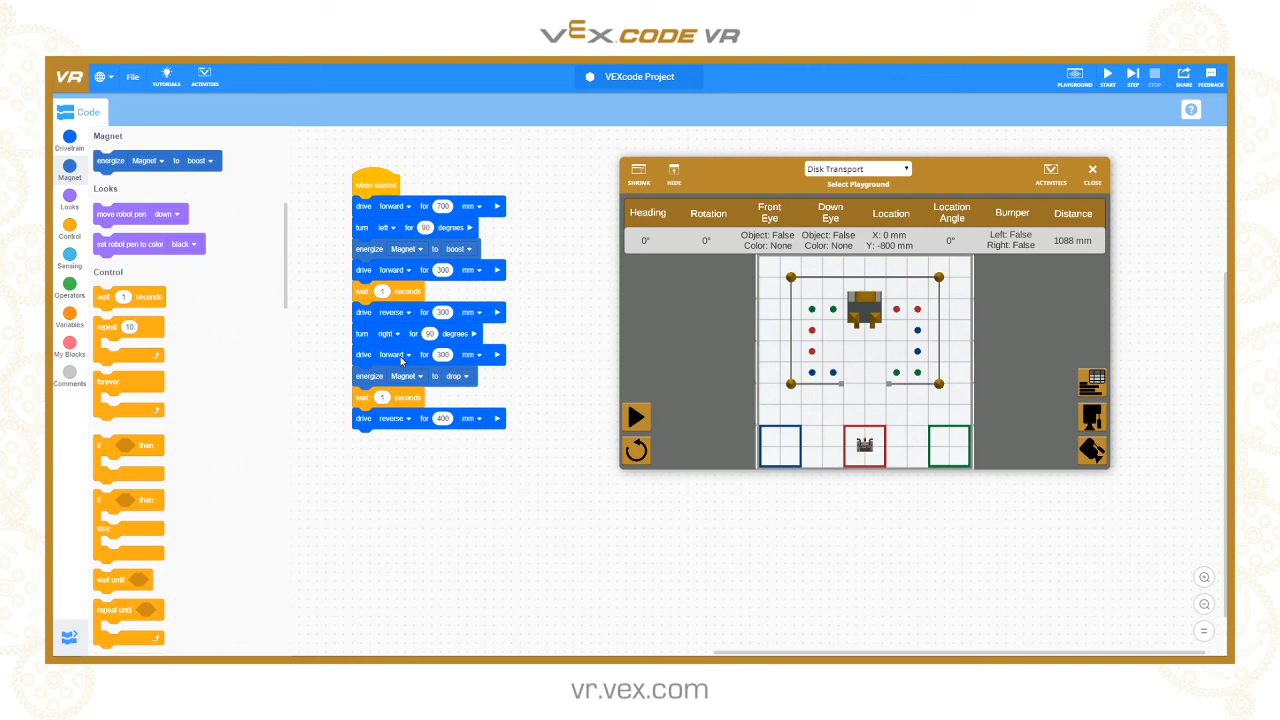 VEX CODE VR
VR File TUTORIALS ACTIVITIES VEXcode Project PLAYGROUND START STEP STOP SHARE FEEDBACK
Code ?
Drivetrain
Magnet
Looks
Control
Sensing
Operators
Variables
My Blocks
Comments
Magnet
energize Magnet to boost
Looks
move robot pen down
set robot pen to color black
Control
wait 1 seconds
repeat 10
forever
if then
if then
else
wait until
repeat until
when started
drive forward for 700 mm
turn left for 90 degrees
energize Magnet to boost
drive forward for 300 mm
wait 1 seconds
drive reverse for 300 mm
turn right for 90 degrees
drive forward for 300 mm
energize Magnet to drop
wait 1 seconds
drive reverse for 400 mm
SHRINK HIDE Disk Transport ACTIVITIES CLOSE
Select Playground
Heading Rotation Front Eye Down Eye Location Location Angle Bumper Distance
0° 0° Object: False Color: None Object: False Color: None X: 0 mm Y: -800 mm 0° Left: False Right: False 1088 mm
vr.vex.com